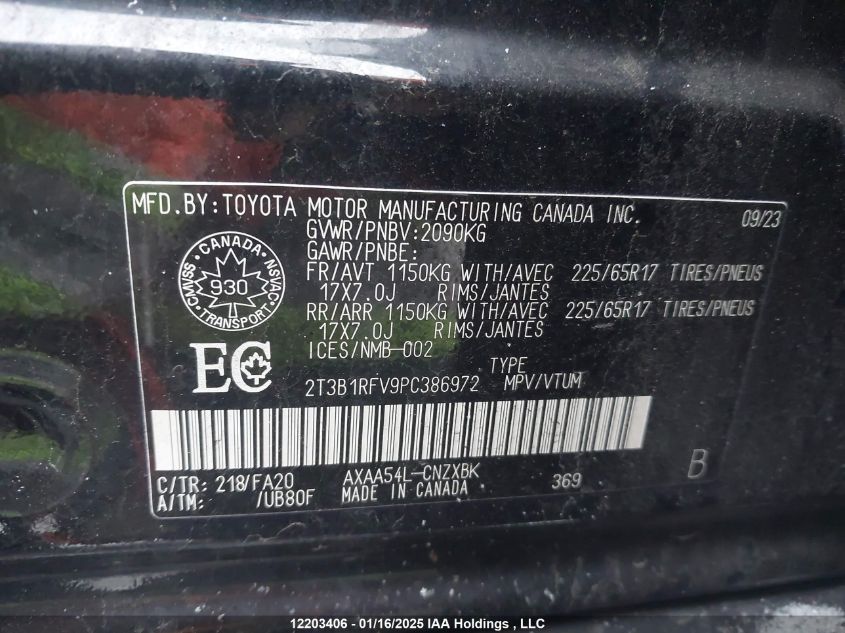 MFD.BY:TOYOTA MOTOR MANUFACTURING CANADA INC. 09/23
GVWR/PNBV:2090KG
GAWR/PNBE:
FR/AVT 1150KG WITH/AVEC 225/65R17 TIRES/PNEUS
17X7.0J RIMS/JANTES
RR/ARR 1150KG WITH/AVEC 225/65R17 TIRES/PNEUS
17X7.0J RIMS/JANTES
ICES/NMB-002
CANADA
CMVSS 930 NSVAC
TRANSPORT
EC
TYPE
2T3B1RFV9PC386972 MPV/VTUM
C/TR: 218/FA20 AXAA54L-CNZXBK 369 B
A/TM: /UB80F MADE IN CANADA
12203406 - 01/16/2025 IAA Holdings , LLC